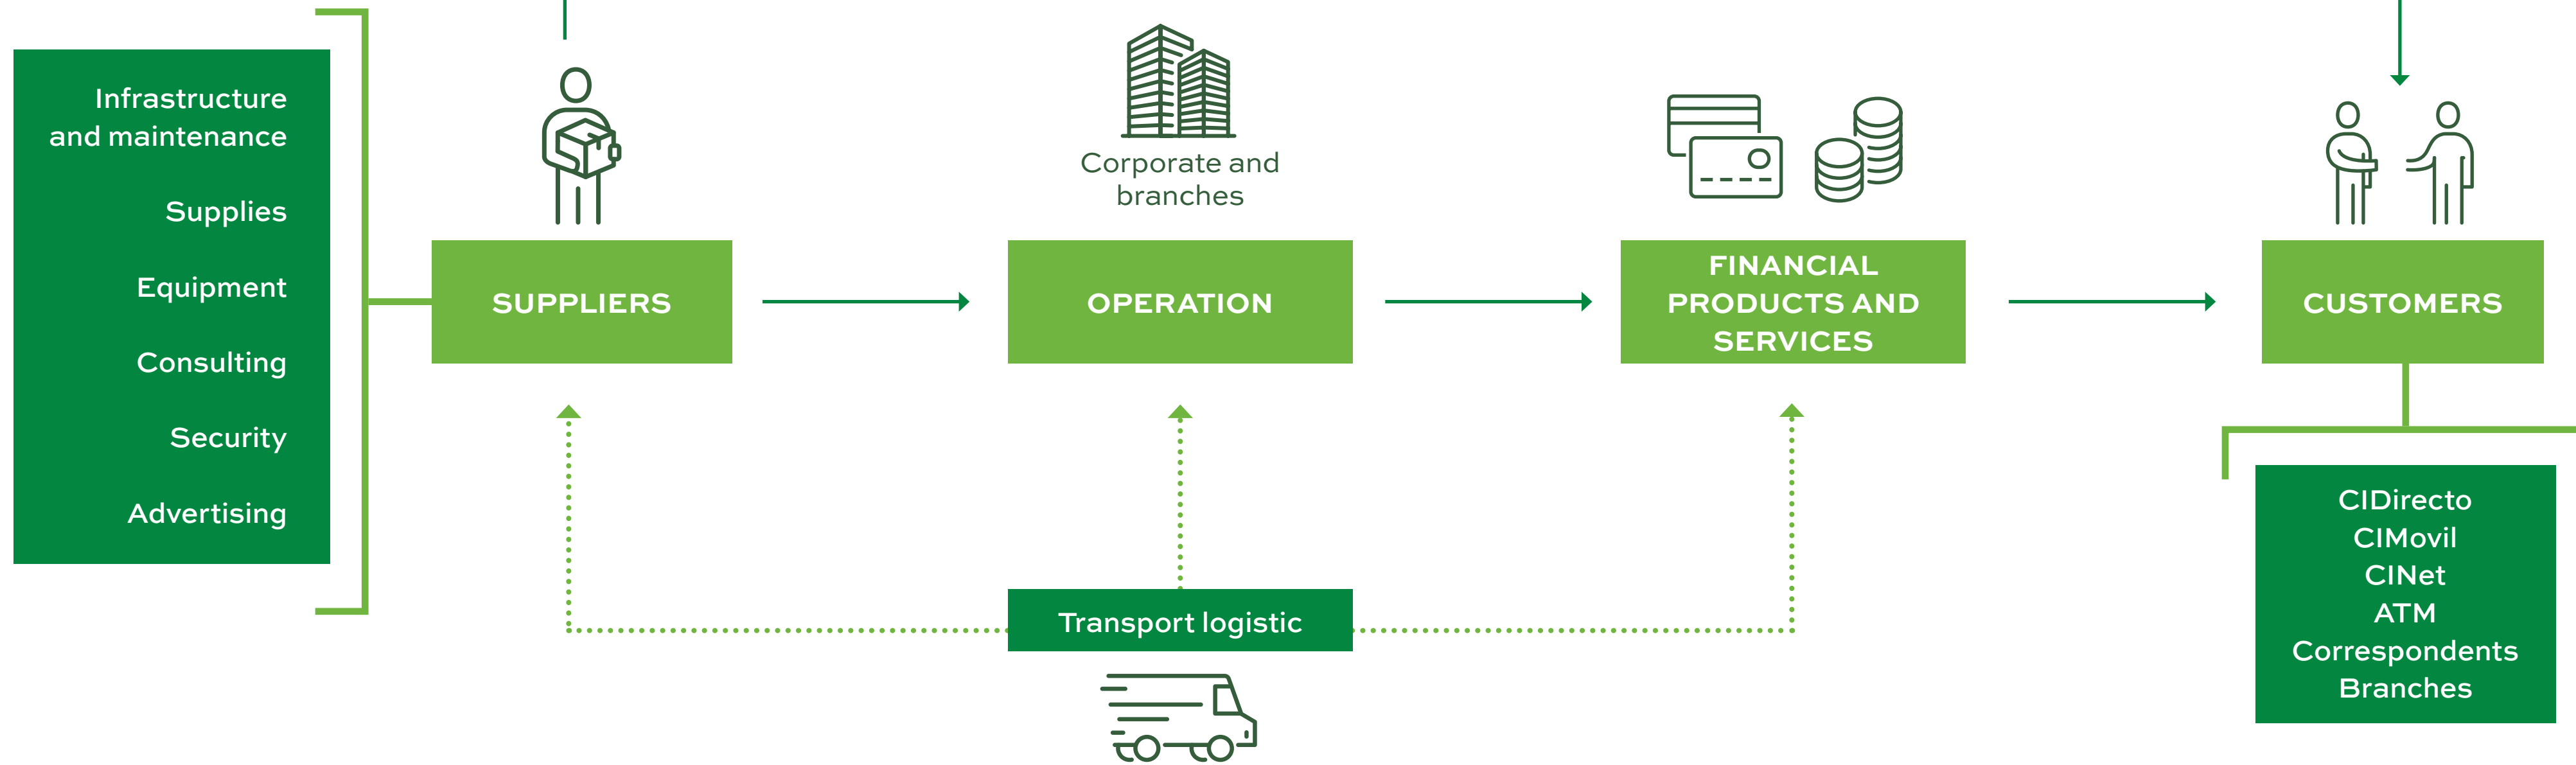 Infrastructure
and maintenance
Supplies
Equipment
Consulting
Security
Advertising
SUPPLIERS
Corporate and
branches
OPERATION
FINANCIAL
PRODUCTS AND
SERVICES
CUSTOMERS
Transport logistic
CIDirecto
CIMovil
CINet
ATM
Correspondents
Branches